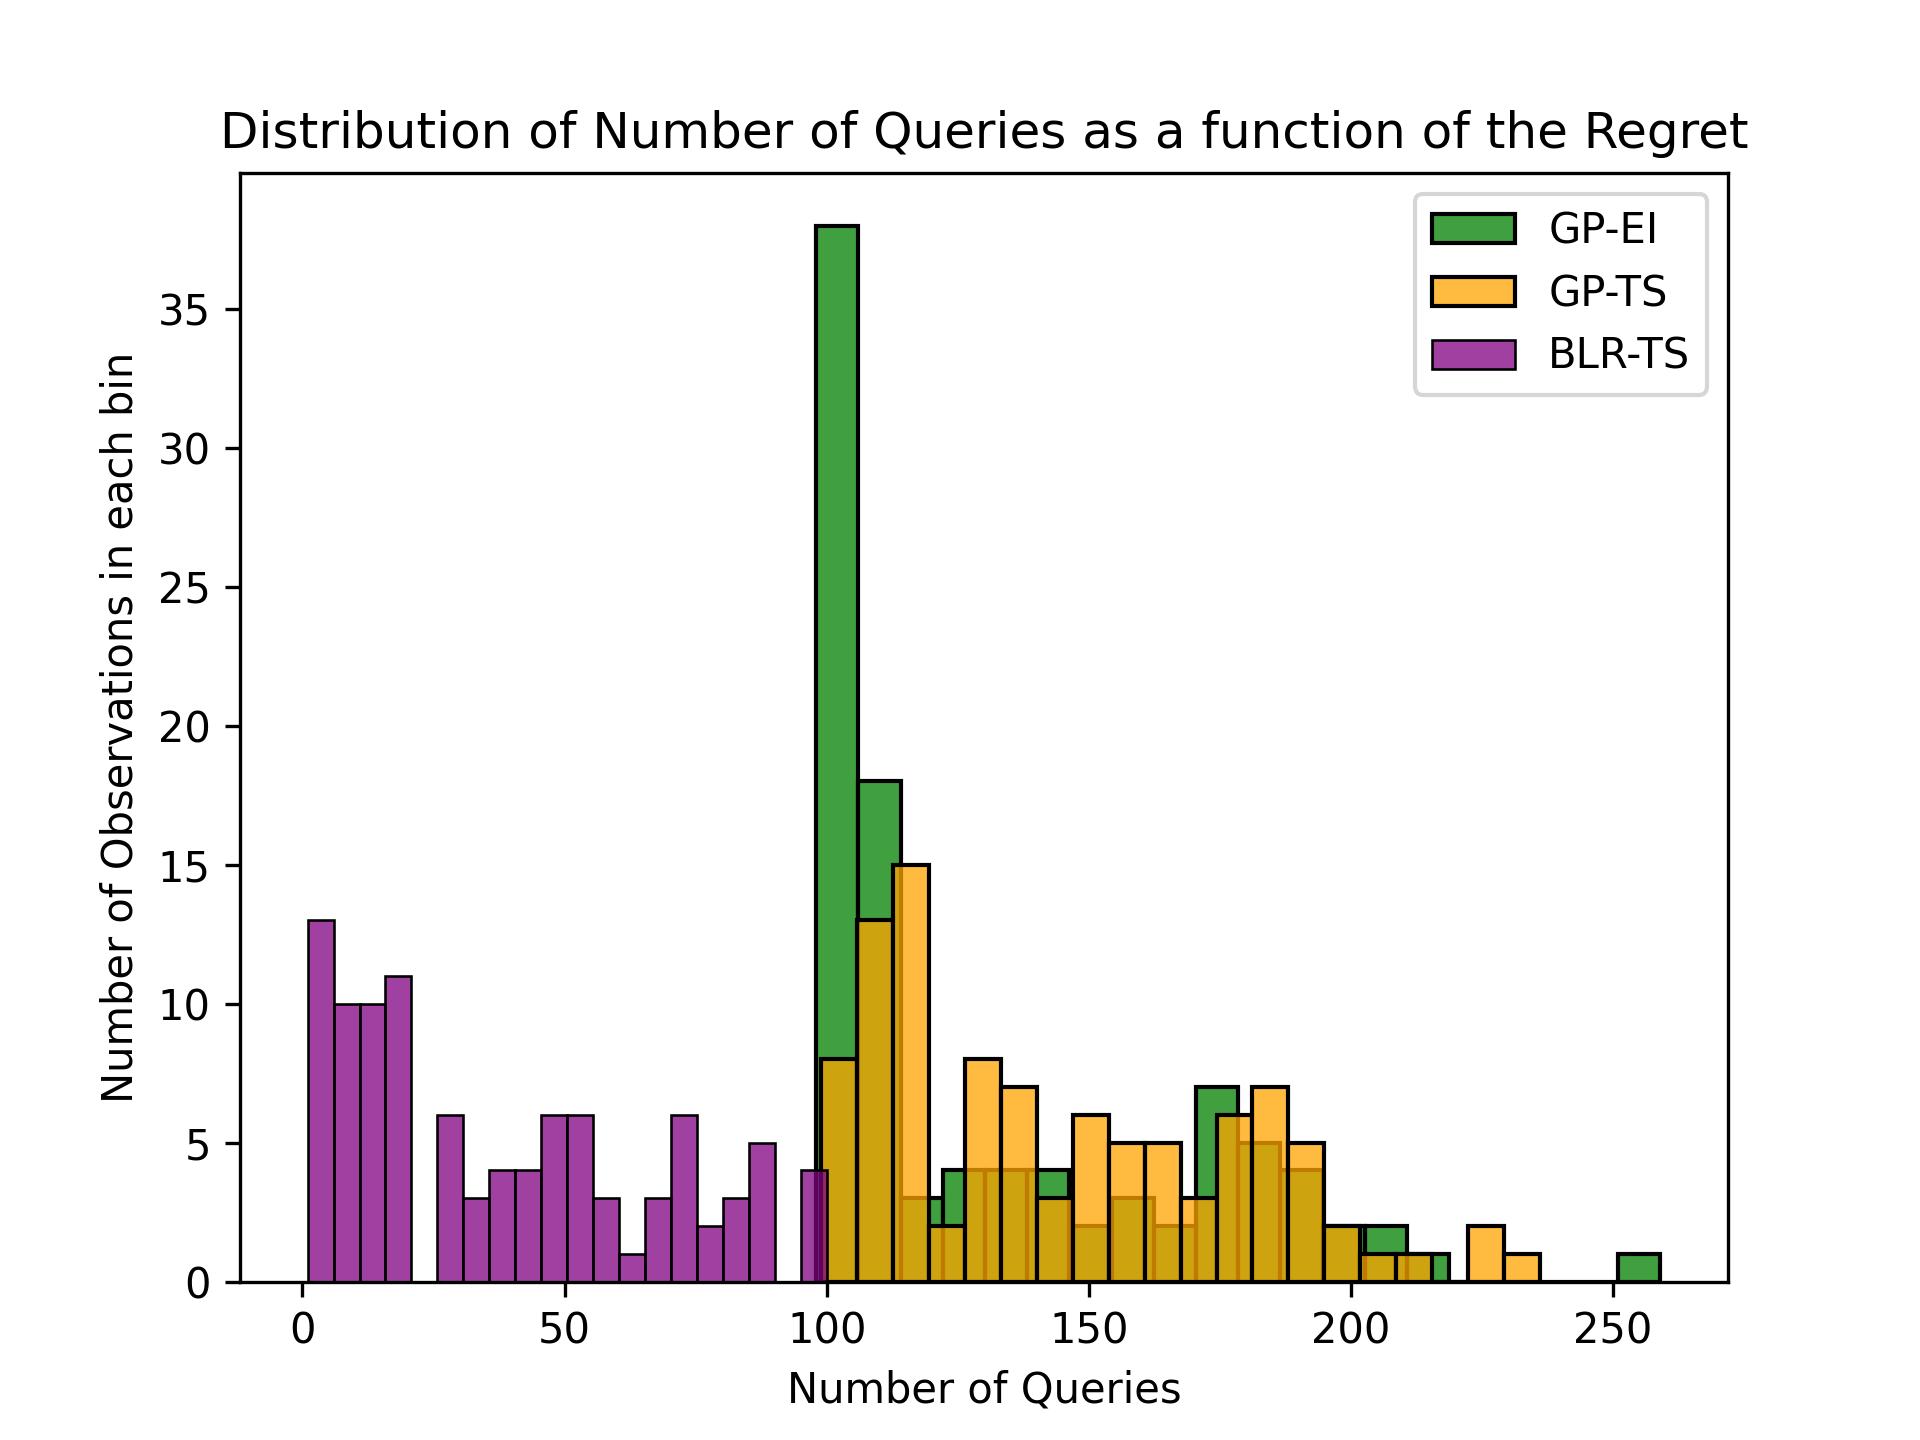 Distribution of Number of Queries as a function of the Regret
GP-EI
GP-TS
BLR-TS
Number of Observations in each bin
35
30
25
20
15
10
5
0
0 50 100 150 200 250
Number of Queries